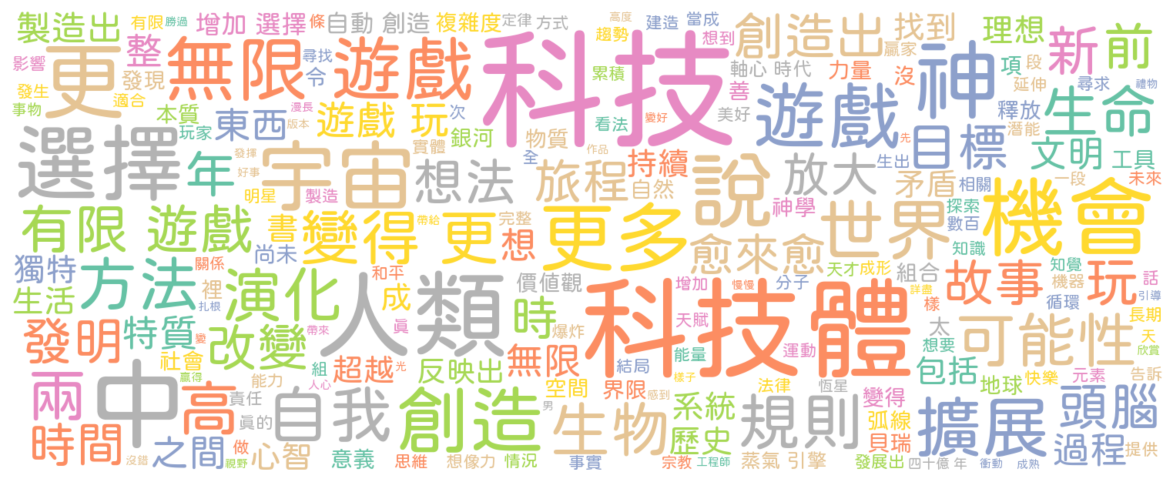 製造出 有限 勝過 增加 選擇 條 自動 創造 複雜度 定律 方式 高度 建造 當成 創造出 找到 理想
影響 更 整 尋找 無限 遊戲 科技 趨勢 想到 贏家 新 前
發生 發現 令 累積 軸心 時代 力量 沒 神 項 段 延伸 尋求 禮物
事物 適合 本質 漫長 善 遊戲 釋放 生命
選擇 玩家 東西 版本 遊戲 玩 次 銀河 物質 看法 變好 美好 目標 潛能 文明 工具
年 宇宙 實體 全 作品 先 生出
發揮 好事 想法 旅程 持續 自然 說 放大 矛盾 相關 一段 未來
明星 製造 帶給 完整 神學 世界 探索 數百 機會
有限 遊戲 書 變得 更 想 更多 愈來愈 知識
獨特 尚未 關係 和平 價值觀 天才 成形 組合 知覺 機器 故事 玩 話
生活 方法 裡 扎根 演化 人類 成 真 增加 慢慢 分子 詳盡 樣 循環 引導 長期
發明 特質 變 帶來 時 爆炸 天賦 科技體 太 想要 可能性 天 欣賞
社會 改變 組 超越 光 反映出 無限 結局 能量 運動 包括 地球 快樂 元素 告訴
兩 中 高 贏得 能力 人心 樣子 空間 界限 感到 法律 恆星 變得
時間 責任 自我 創造 男 生物 系統 規則 弧線 擴展 頭腦
真的 歷史 貝瑞 過程 提供
沒錯 之間 視野 做 心智 意義 思維 想像力 情況 事實 宗教 工程師 蒸氣 引擎 發展出 四十億 年 衝動 成熟